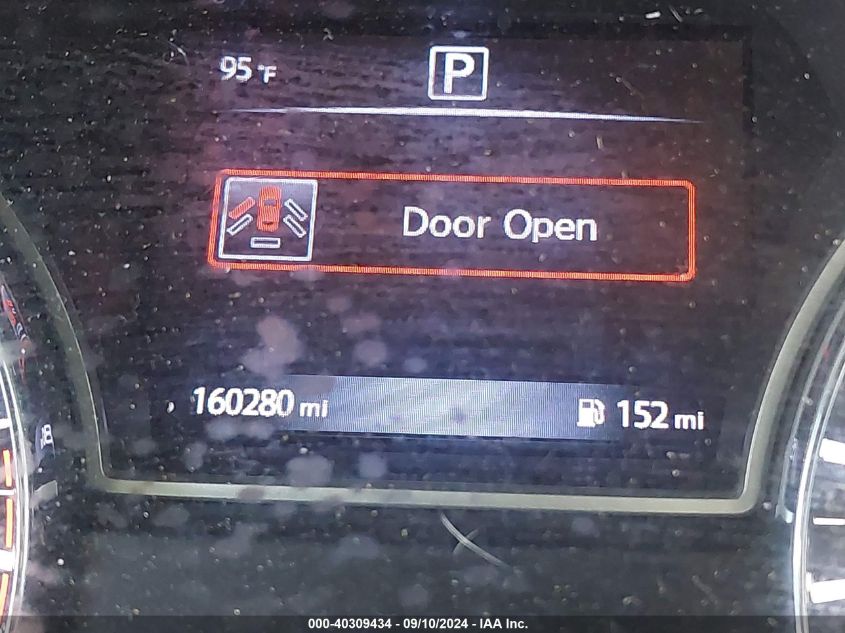 95 °F
P
Door Open
160280 mi
152 mi
000-40309434 - 09/10/2024 - IAA Inc.